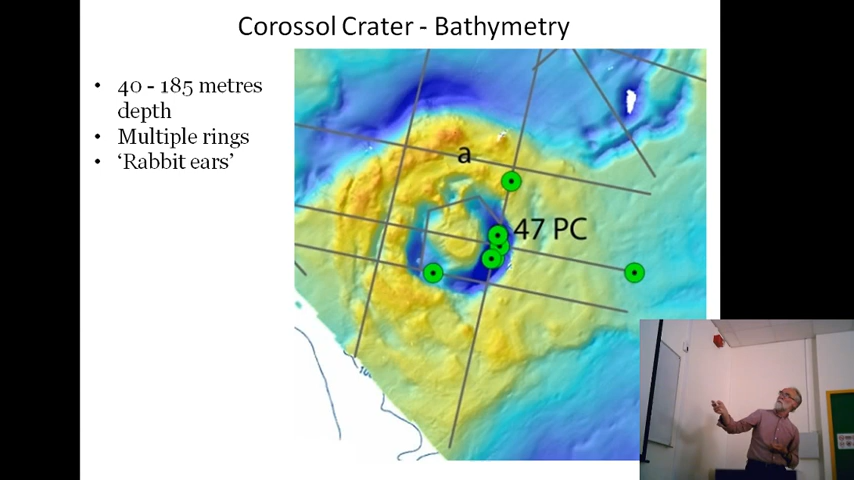 Corossol Crater - Bathymetry
• 40 - 185 metres
depth
• Multiple rings
• 'Rabbit ears'
a
47 PC